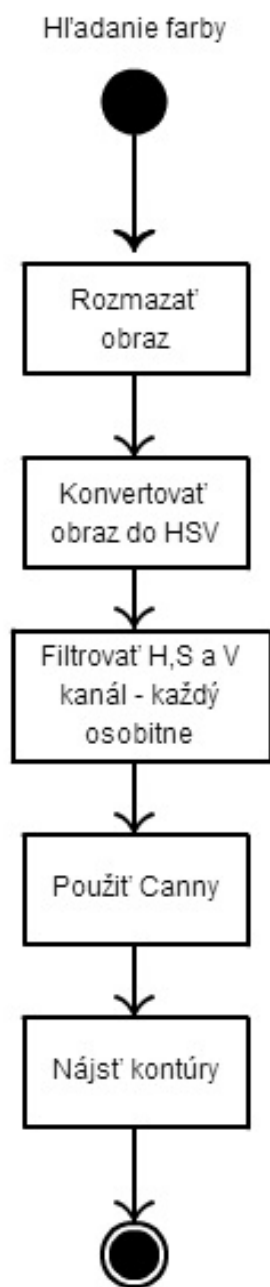 Hľadanie farby
Rozmazať
obraz
Konvertovať
obraz do HSV
Filtrovať H,S a V
kanál - každý
osobitne
Použiť Canny
Nájsť kontúry